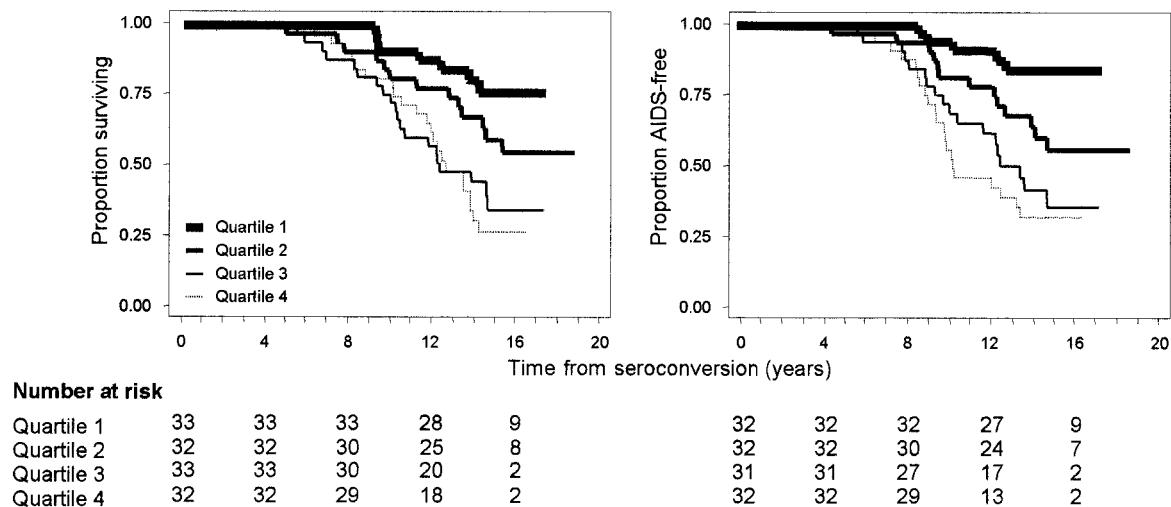 Proportion surviving
1.00
0.75
0.50
0.25
0.00
Quartile 1
Quartile 2
Quartile 3
Quartile 4
0 4 8 12 16 20
Proportion AIDS-free
1.00
0.75
0.50
0.25
0.00
0 4 8 12 16 20
Time from seroconversion (years)
Number at risk
Quartile 1 33 33 33 28 9 32 32 32 27 9
Quartile 2 32 32 30 25 8 32 32 30 24 7
Quartile 3 33 33 30 20 2 31 31 27 17 2
Quartile 4 32 32 29 18 2 32 32 29 13 2